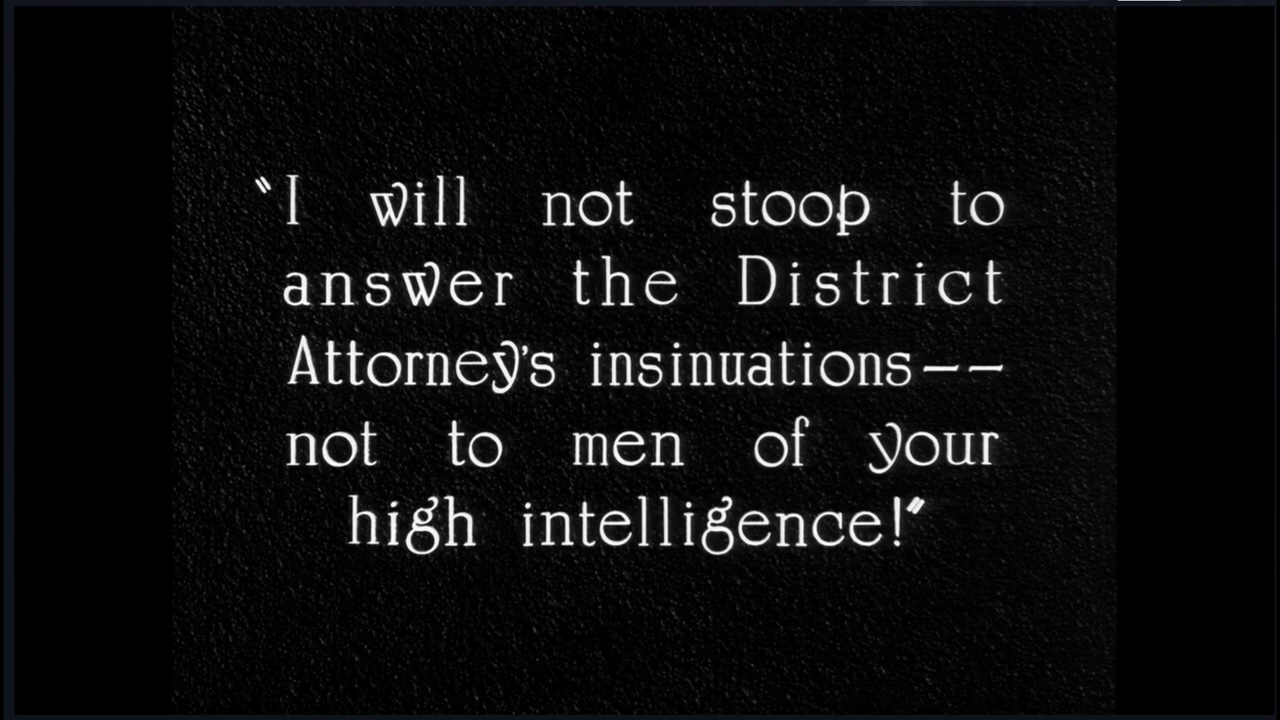 "I will not stoop to
answer the District
Attorney's insinuations--
not to men of your
high intelligence!"